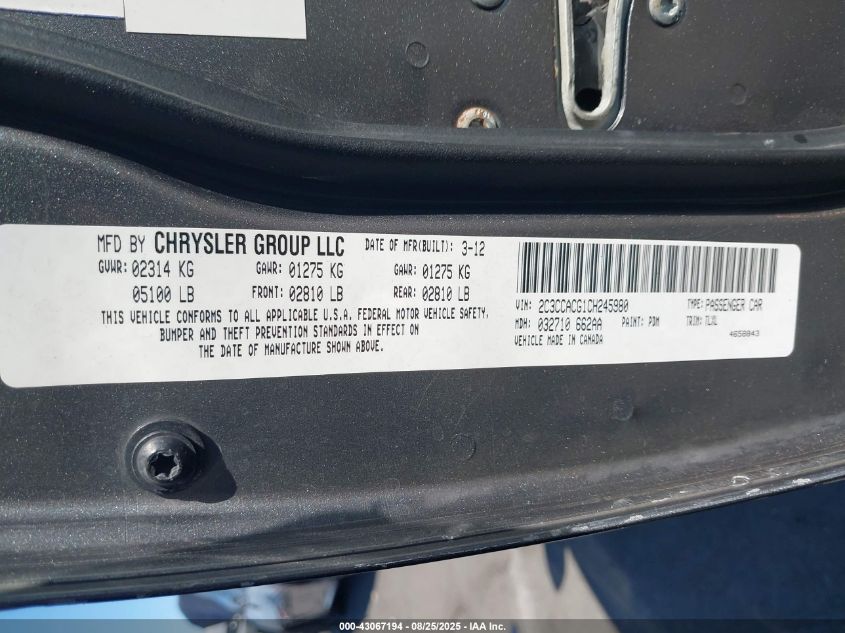 MFD BY CHRYSLER GROUP LLC DATE OF MFR(BUILT): 3-12
GVWR: 02314 KG GAWR: 01275 KG GAWR: 01275 KG
05100 LB FRONT: 02810 LB REAR: 02810 LB
THIS VEHICLE CONFORMS TO ALL APPLICABLE U.S.A. FEDERAL MOTOR VEHICLE SAFETY,
BUMPER AND THEFT PREVENTION STANDARDS IN EFFECT ON
THE DATE OF MANUFACTURE SHOWN ABOVE.
VIN: 2C3CCACG1CH245980 TYPE: PASSENGER CAR
MDH: 032710 662AA PAINT: PDM TRIM: TLVL
VEHICLE MADE IN CANADA 4658843
000-43067194 - 08/25/2025 - IAA Inc.